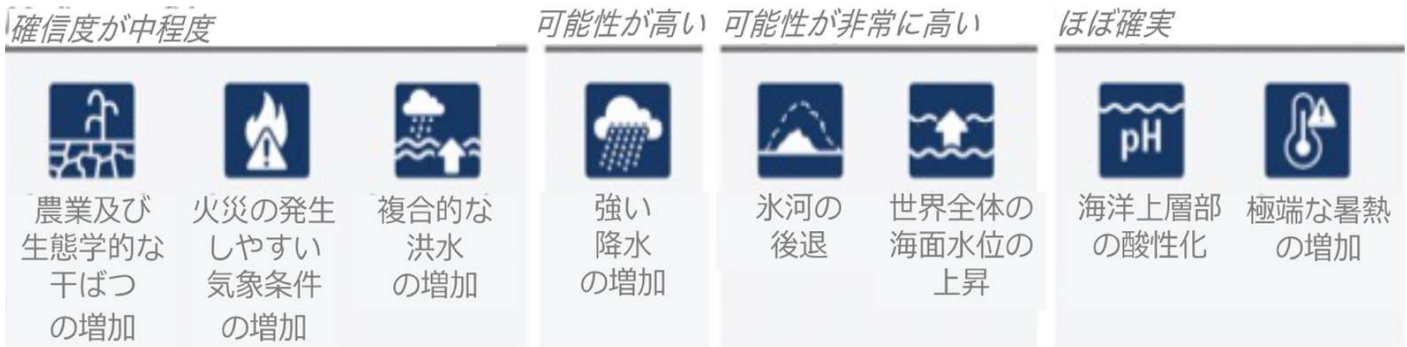 確信度が中程度
可能性が高い
可能性が非常に高い
ほぼ確実
農業及び
生態学的な
干ばつ
の増加
火災の発生
しやすい
気象条件
の増加
複合的な
洪水
の増加
強い
降水
の増加
氷河の
後退
世界全体の
海面水位の
上昇
pH
海洋上層部
の酸性化
極端な暑熱
の増加